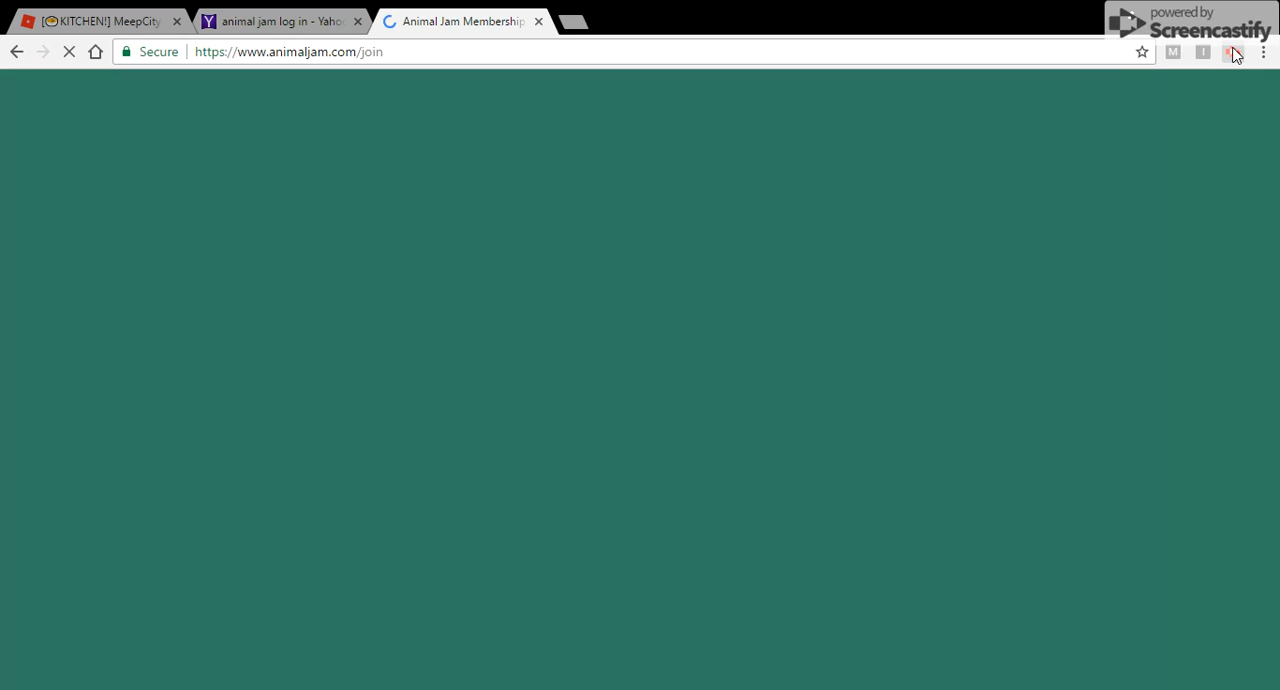 [🍲KITCHEN!] MeepCity
animal jam log in - Yahoo
Animal Jam Membership
powered by
Screencastify
Secure
https://www.animaljam.com/join
M
I